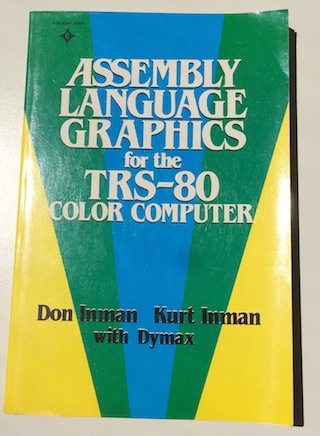 ASSEMBLY
LANGUAGE
GRAPHICS
for the
TRS-80
COLOR COMPUTER
Don Inman Kurt Inman
with Dymax